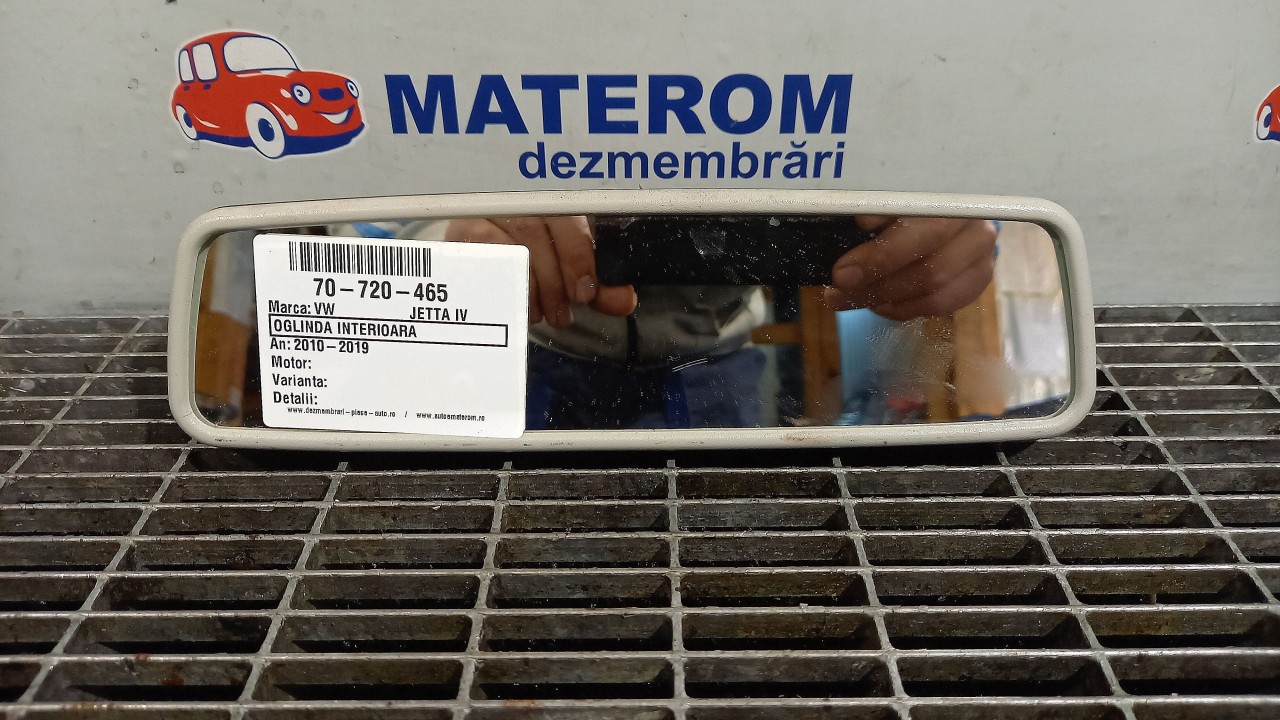 MATEROM
dezmembrări
70-720-465
Marca: VW JETTA IV
OGLINDA INTERIOARA
An: 2010-2019
Motor:
Varianta:
Detalii:
www.dezmembrari-piese-auto.ro / www.autoematerom.ro